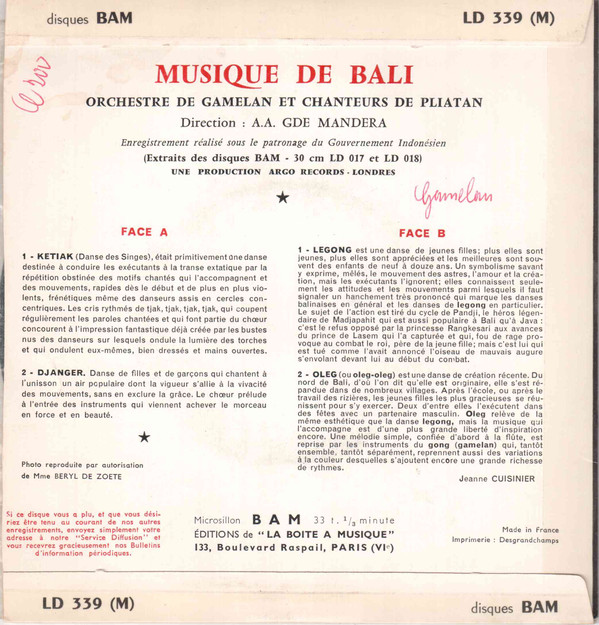 disques BAM
LD 339 (M)
MUSIQUE DE BALI
ORCHESTRE DE GAMELAN ET CHANTEURS DE PLIATAN
Direction : A.A. GDE MANDERA
Enregistrement réalisé sous le patronage du Gouvernement Indonésien
(Extraits des disques BAM - 30 cm LD 017 et LD 018)
UNE PRODUCTION ARGO RECORDS - LONDRES
Gamelan
FACE A
1 - KETIAK (Danse des Singes), était primitivement une danse
destinée à conduire les exécutants à la transe extatique par la
répétition obstinée des motifs chantés qui l'accompagnent et
des mouvements, rapides dès le début et de plus en plus vio-
lents, frénétiques même des danseurs assis en cercles con-
centriques. Les cris rythmés de tjak, tjak, tjak, tjak, qui coupent
régulièrement les paroles chantées et qui font partie du chœur
concourent à l'impression fantastique déjà créée par les bustes
nus des danseurs sur lesquels ondule la lumière des torches
et qui ondulent eux-mêmes, bien dressés et mains ouvertes.
2 - DJANGER. Danse de filles et de garçons qui chantent à
l'unisson un air populaire dont la vigueur s'allie à la vivacité
des mouvements, sans en exclure la grâce. Le chœur prélude
à l'entrée des instruments qui viennent achever le morceau
en force et en beauté.
Photo reproduite par autorisation
de Mme BERYL DE ZOETE
FACE B
1 - LEGONG est une danse de jeunes filles; plus elles sont
jeunes, plus elles sont appréciées et les meilleures sont sou-
vent des enfants de neuf à douze ans. Un symbolisme savant
y exprime, mêlés, le mouvement des astres, l'amour et la créa-
tion, mais les exécutants l'ignorent; elles connaissent seule-
ment les attitudes et les mouvements parmi lesquels il faut
signaler un hanchement très prononcé qui marque les danses
balinaises en général et les danses de legong en particulier.
Le sujet de l'action est tiré du cycle de Pandji, le héros légen-
daire de Madjapahit qui est aussi populaire à Bali qu'à Java :
c'est le refus opposé par la princesse Rangkesari aux avances
du prince de Lasem qui l'a capturée et qui, fou de rage pro-
voque au combat le roi, père de la jeune fille; mais c'est lui qui
est tué comme l'avait annoncé l'oiseau de mauvais augure
s'envolant devant lui au début du combat.
2 - OLEG (ou oleg-oleg) est une danse de création récente. Du
nord de Bali, d'où l'on dit qu'elle est orginaire, elle s'est ré-
pandue dans de nombreux villages. Après l'école, ou après le
travail des rizières, les jeunes filles les plus gracieuses se réu-
nissent pour s'y exercer. Deux d'entre elles l'exécutent dans
des fêtes avec un partenaire masculin. Oleg relève de la
même esthétique que la danse legong, mais la musique qui
l'accompagne est d'une plus grande liberté d'inspiration
encore. Une mélodie simple, confiée d'abord à la flûte, est
reprise par les instruments du gong (gamelan) qui, tantôt
ensemble, tantôt séparément, reprennent aussi des variations
à la couleur desquelles s'ajoutent encore une grande richesse
de rythmes.
Jeanne CUISINIER
Si ce disque vous a plu, et que vous dési-
riez être tenu au courant de nos autres
enregistrements, envoyez simplement votre
adresse à notre "Service Diffusion" et
vous recevrez gracieusement nos Bulletins
d'information périodiques.
Microsillon BAM 33 t. 1/3 minute
ÉDITIONS de "LA BOITE A MUSIQUE"
133, Boulevard Raspail, PARIS (VIe)
Made in France
Imprimerie : Desgrandchamps
LD 339 (M)
disques BAM